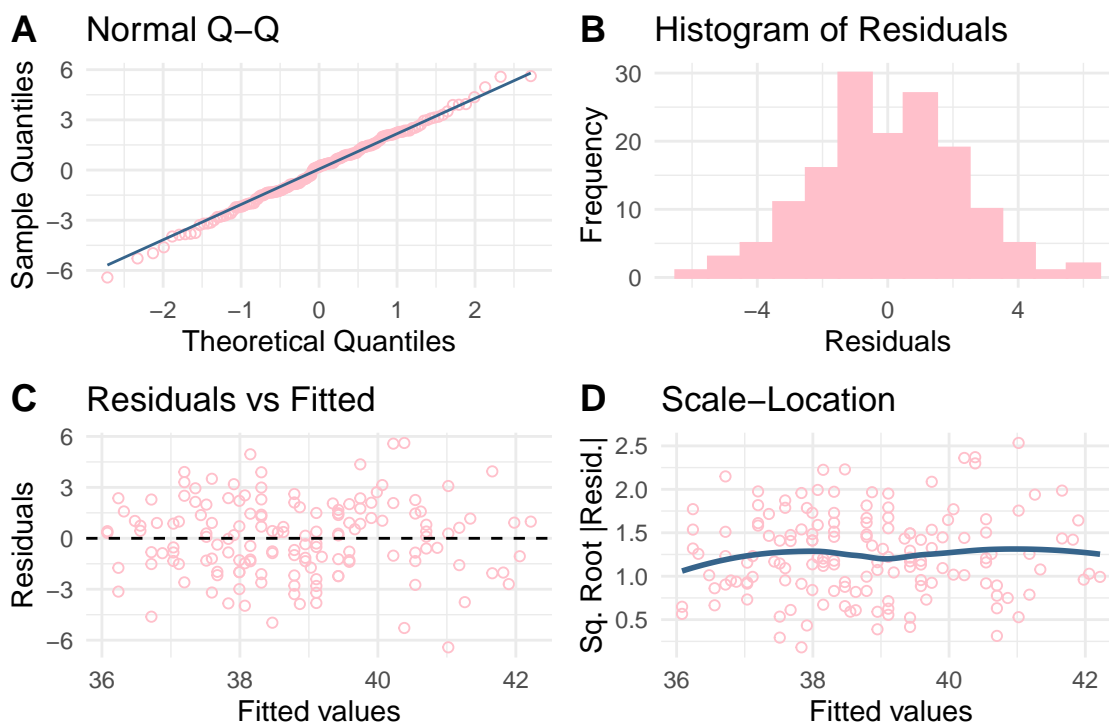 A Normal Q−Q
Sample Quantiles
6
3
0
−3
−6
−2 −1 0 1 2
Theoretical Quantiles
B Histogram of Residuals
Frequency
30
20
10
0
−4 0 4
Residuals
C Residuals vs Fitted
Residuals
6
3
0
−3
−6
36 38 40 42
Fitted values
D Scale−Location
Sq. Root |Resid.|
2.5
2.0
1.5
1.0
0.5
36 38 40 42
Fitted values